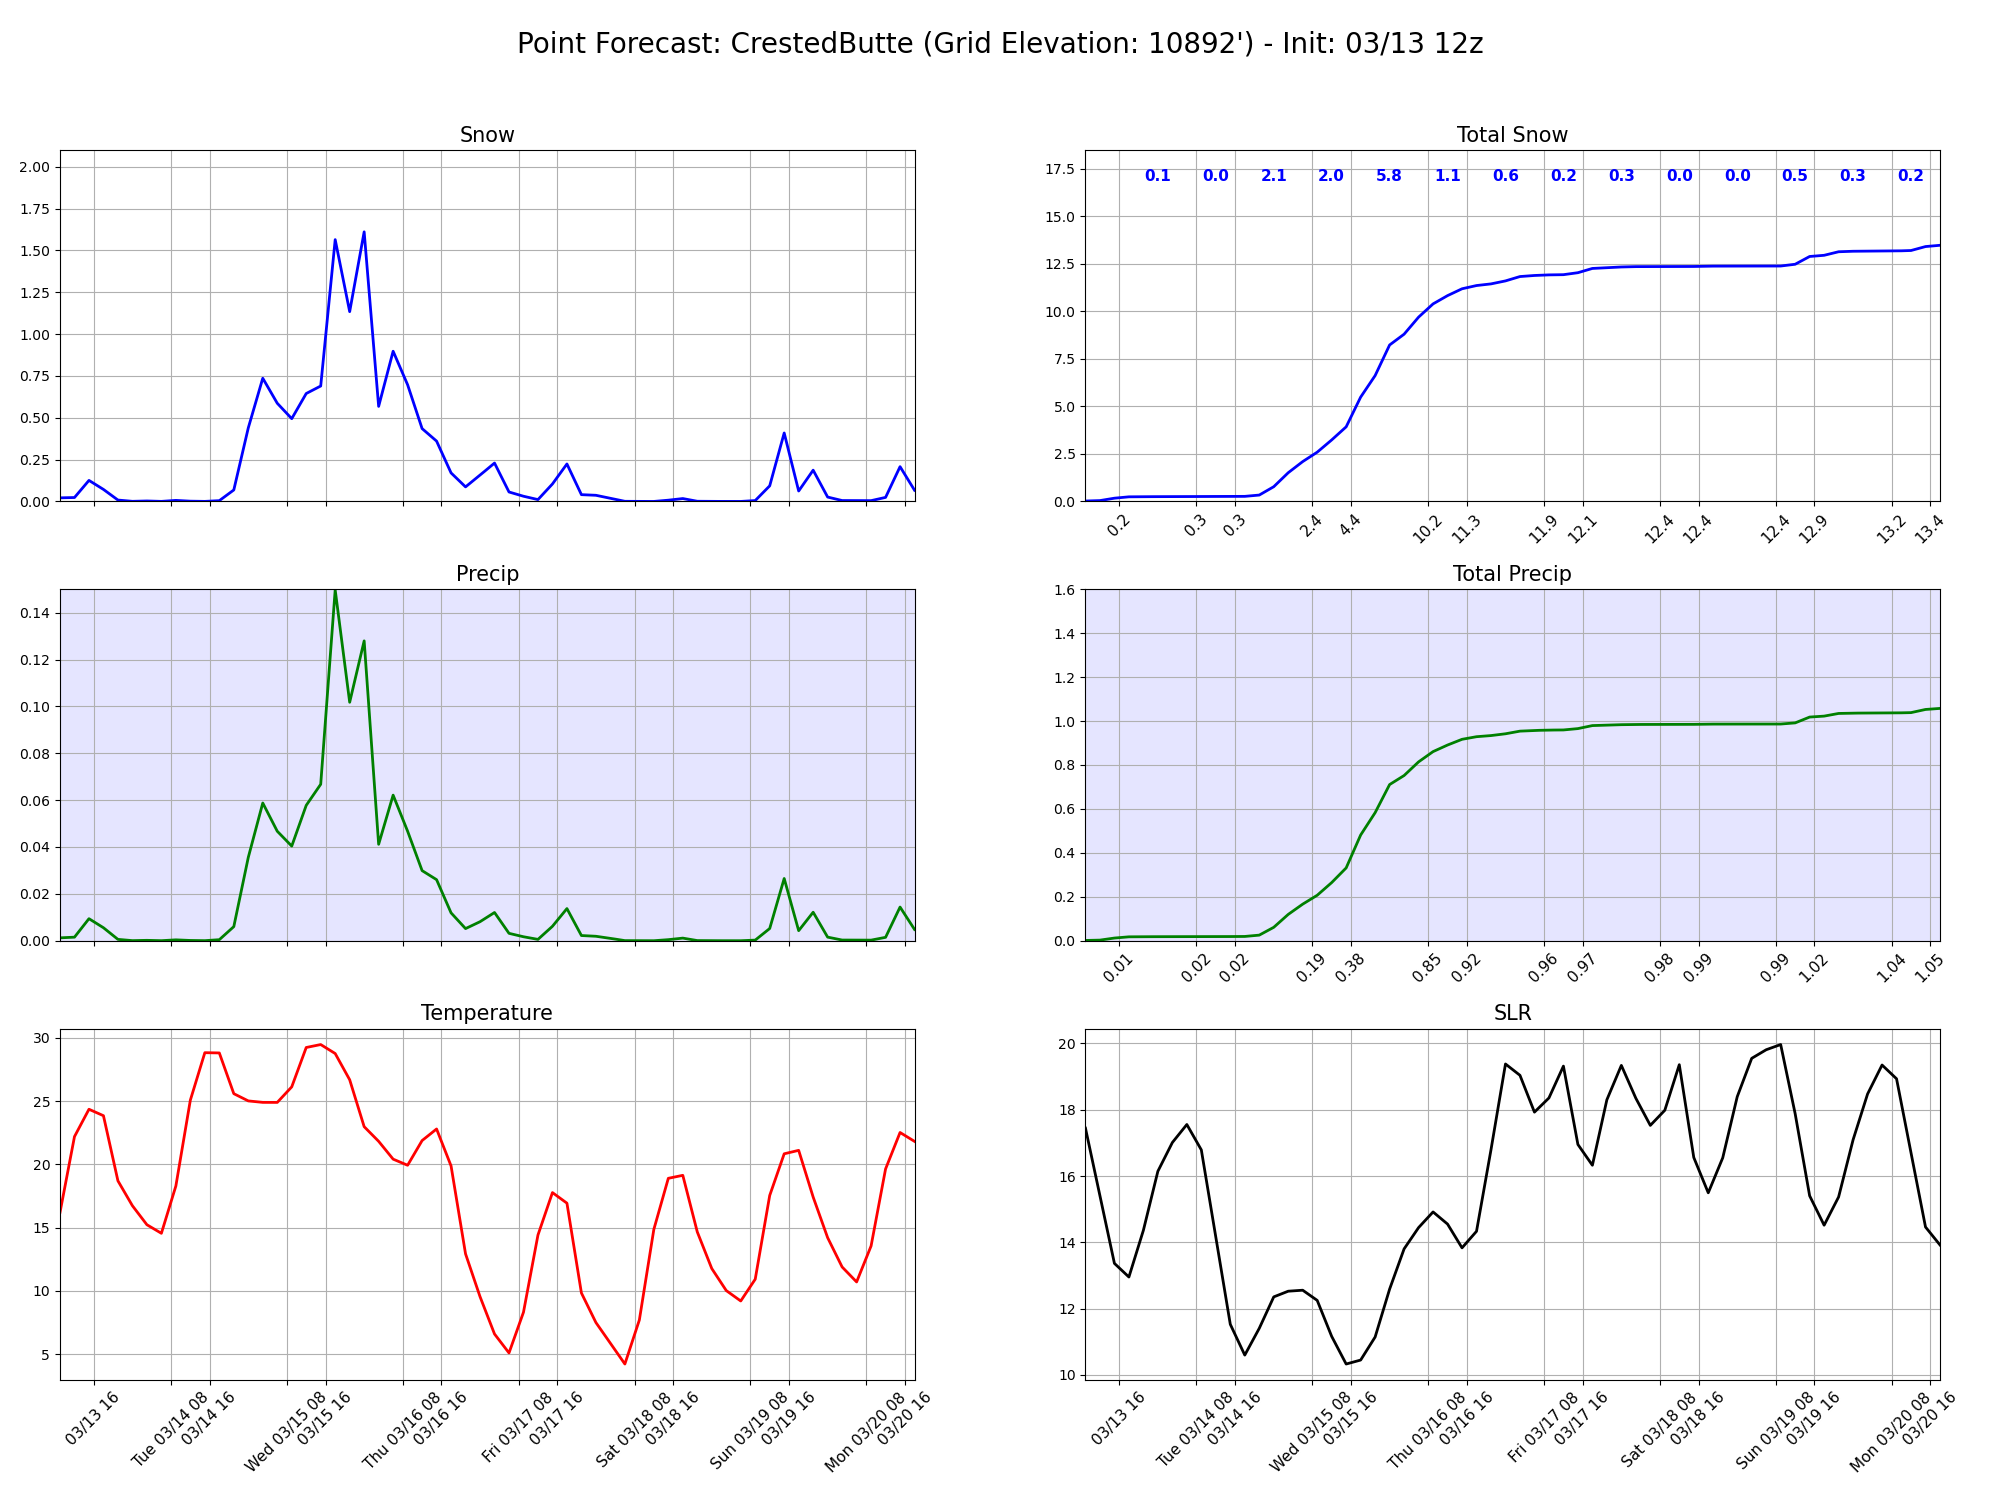 Point Forecast: CrestedButte (Grid Elevation: 10892') - Init: 03/13 12z
Snow
2.00
1.75
1.50
1.25
1.00
0.75
0.50
0.25
0.00
Total Snow
17.5
15.0
12.5
10.0
7.5
5.0
2.5
0.0
0.1 0.0 2.1 2.0 5.8 1.1 0.6 0.2 0.3 0.0 0.0 0.5 0.3 0.2
0.2 0.3 0.3 2.4 4.4 10.2 11.3 11.9 12.1 12.4 12.4 12.4 12.9 13.2 13.4
Precip
0.14
0.12
0.10
0.08
0.06
0.04
0.02
0.00
Total Precip
1.6
1.4
1.2
1.0
0.8
0.6
0.4
0.2
0.0
0.01 0.02 0.02 0.19 0.38 0.85 0.92 0.96 0.97 0.98 0.99 0.99 1.02 1.04 1.05
Temperature
30
25
20
15
10
5
03/13 16
Tue 03/14 08
03/14 16
Wed 03/15 08
03/15 16
Thu 03/16 08
03/16 16
Fri 03/17 08
03/17 16
Sat 03/18 08
03/18 16
Sun 03/19 08
03/19 16
Mon 03/20 08
03/20 16
SLR
20
18
16
14
12
10
03/13 16
Tue 03/14 08
03/14 16
Wed 03/15 08
03/15 16
Thu 03/16 08
03/16 16
Fri 03/17 08
03/17 16
Sat 03/18 08
03/18 16
Sun 03/19 08
03/19 16
Mon 03/20 08
03/20 16